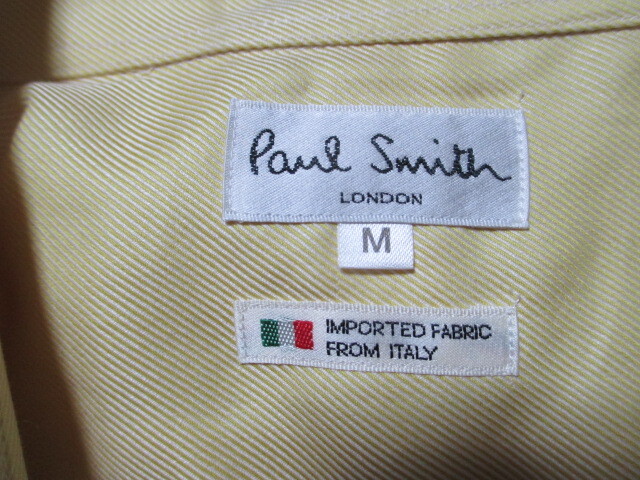 Paul Smith
LONDON
M
IMPORTED FABRIC
FROM ITALY